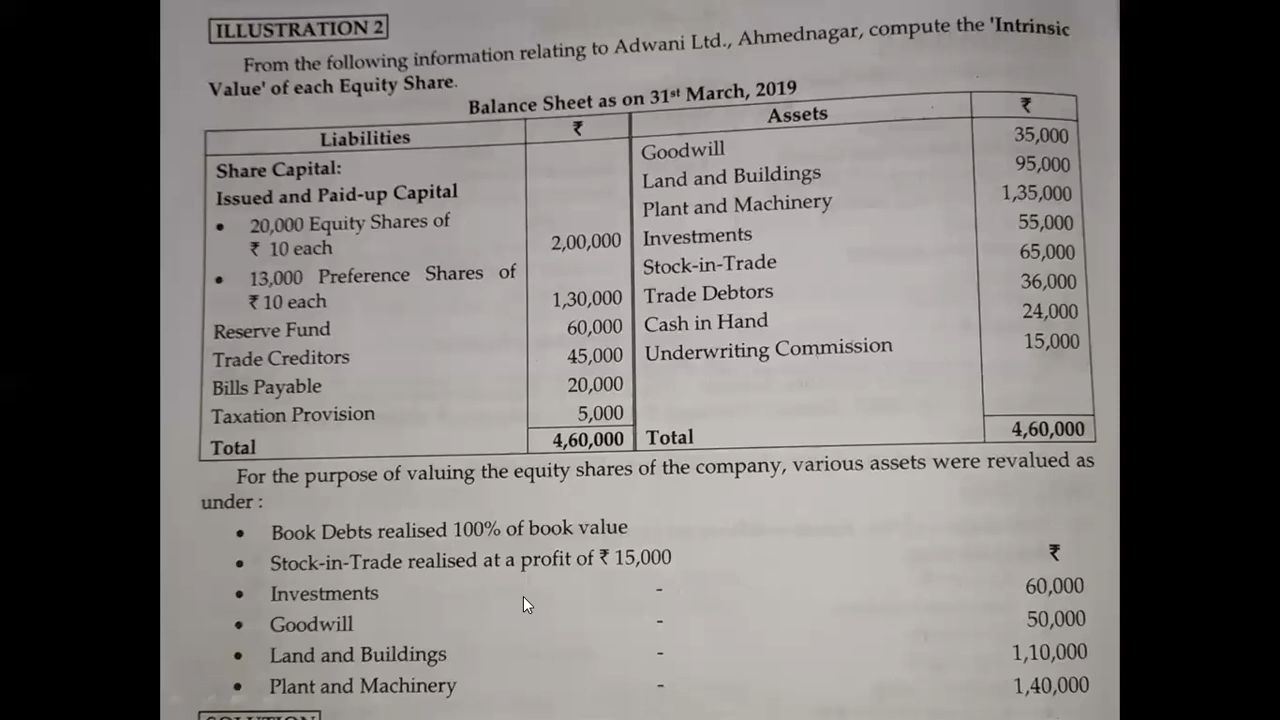 ILLUSTRATION 2
From the following information relating to Adwani Ltd., Ahmednagar, compute the 'Intrinsic
Value' of each Equity Share.
Balance Sheet as on 31st March, 2019
Liabilities ₹ Assets ₹
Share Capital: Goodwill 35,000
Issued and Paid-up Capital Land and Buildings 95,000
• 20,000 Equity Shares of Plant and Machinery 1,35,000
₹ 10 each 2,00,000 Investments 55,000
• 13,000 Preference Shares of Stock-in-Trade 65,000
₹ 10 each 1,30,000 Trade Debtors 36,000
Reserve Fund 60,000 Cash in Hand 24,000
Trade Creditors 45,000 Underwriting Commission 15,000
Bills Payable 20,000
Taxation Provision 5,000
Total 4,60,000 Total 4,60,000
For the purpose of valuing the equity shares of the company, various assets were revalued as
under :
• Book Debts realised 100% of book value
• Stock-in-Trade realised at a profit of ₹ 15,000 ₹
• Investments - 60,000
• Goodwill - 50,000
• Land and Buildings - 1,10,000
• Plant and Machinery - 1,40,000